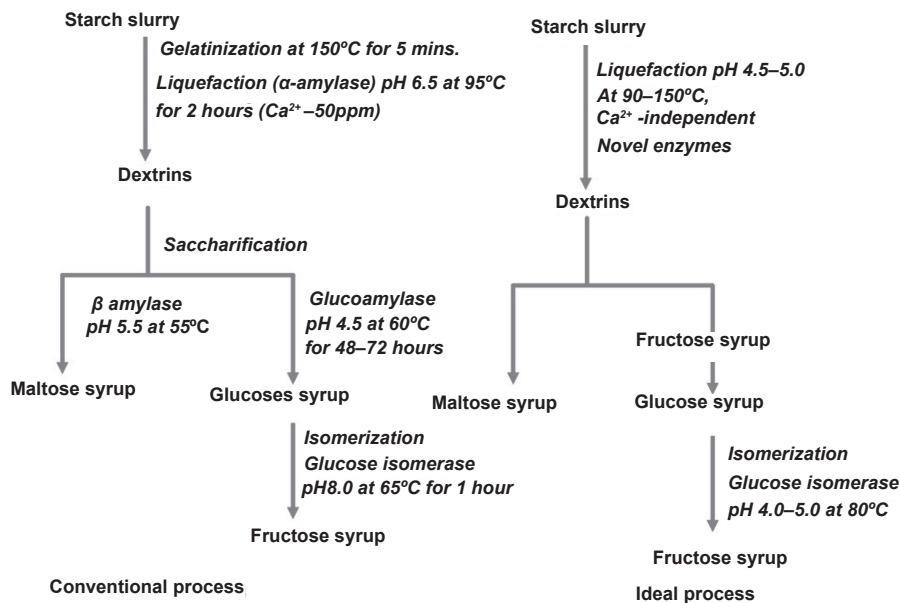 Starch slurry
Gelatinization at 150ºC for 5 mins.
Liquefaction (α-amylase) pH 6.5 at 95ºC
for 2 hours (Ca²⁺ –50ppm)
Dextrins
Saccharification
β amylase
pH 5.5 at 55ºC
Glucoamylase
pH 4.5 at 60ºC
for 48–72 hours
Maltose syrup
Glucoses syrup
Isomerization
Glucose isomerase
pH8.0 at 65ºC for 1 hour
Fructose syrup
Conventional process
Starch slurry
Liquefaction pH 4.5–5.0
At 90–150ºC,
Ca²⁺ -independent
Novel enzymes
Dextrins
Maltose syrup
Fructose syrup
Glucose syrup
Isomerization
Glucose isomerase
pH 4.0–5.0 at 80ºC
Fructose syrup
Ideal process